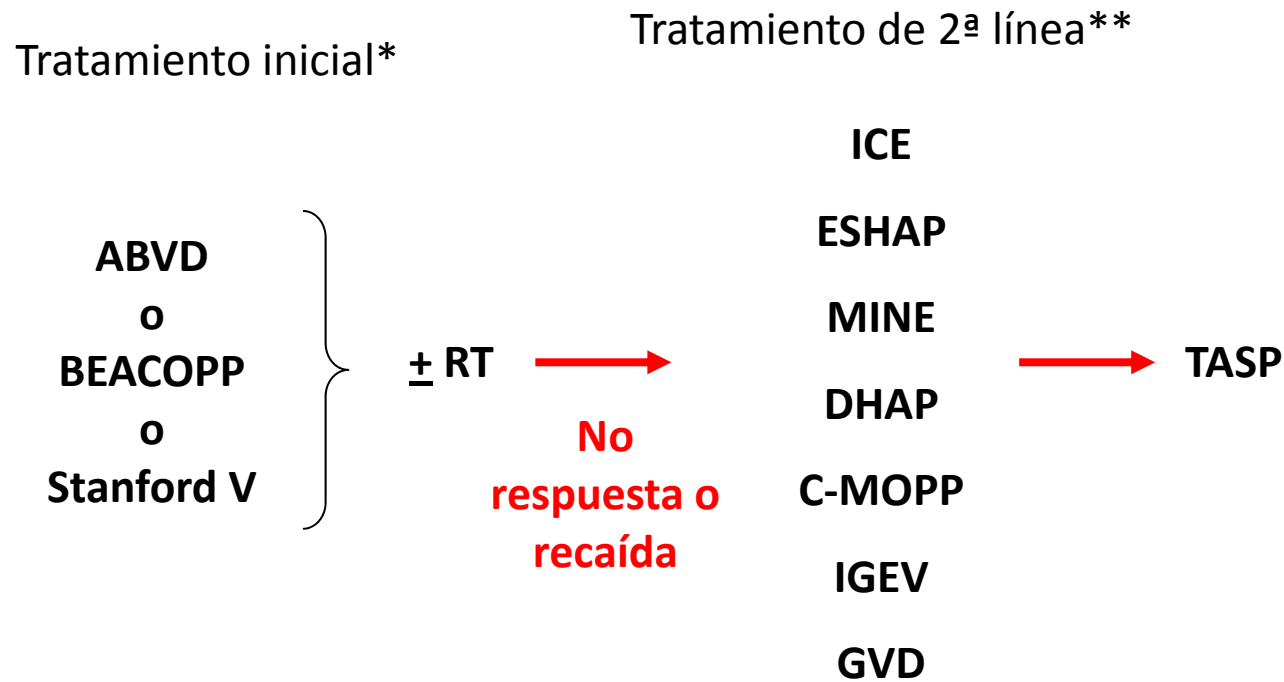 Tratamiento inicial*
Tratamiento de 2ª línea**
ABVD
o
BEACOPP
o
Stanford V
± RT
No
respuesta o
recaída
ICE
ESHAP
MINE
DHAP
C-MOPP
IGEV
GVD
TASP